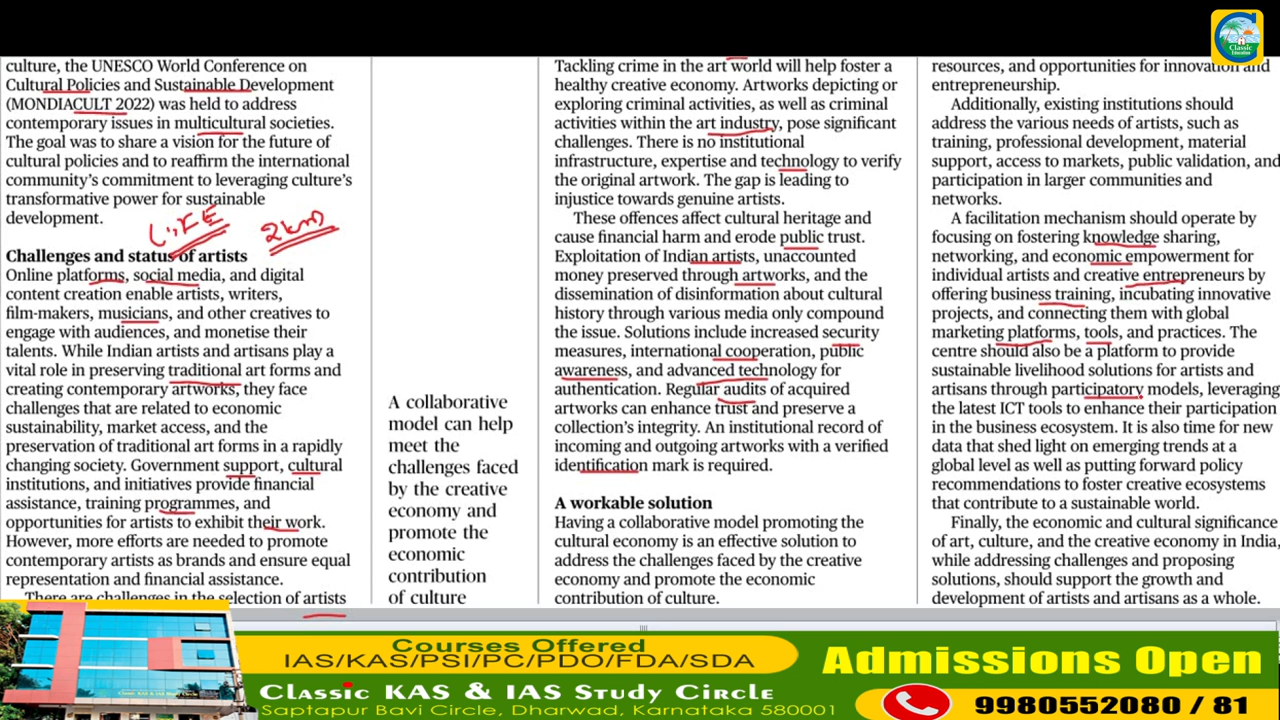 culture, the UNESCO World Conference on
Cultural Policies and Sustainable Development
(MONDIACULT 2022) was held to address
contemporary issues in multicultural societies.
The goal was to share a vision for the future of
cultural policies and to reaffirm the international
community's commitment to leveraging culture's
transformative power for sustainable
development.
Challenges and status of artists
Online platforms, social media, and digital
content creation enable artists, writers,
film-makers, musicians, and other creatives to
engage with audiences, and monetise their
talents. While Indian artists and artisans play a
vital role in preserving traditional art forms and
creating contemporary artworks, they face
challenges that are related to economic
sustainability, market access, and the
preservation of traditional art forms in a rapidly
changing society. Government support, cultural
institutions, and initiatives provide financial
assistance, training programmes, and
opportunities for artists to exhibit their work.
However, more efforts are needed to promote
contemporary artists as brands and ensure equal
representation and financial assistance.
There are challenges in the selection of artists
A collaborative
model can help
meet the
challenges faced
by the creative
economy and
promote the
economic
contribution
of culture
Tackling crime in the art world will help foster a
healthy creative economy. Artworks depicting or
exploring criminal activities, as well as criminal
activities within the art industry, pose significant
challenges. There is no institutional
infrastructure, expertise and technology to verify
the original artwork. The gap is leading to
injustice towards genuine artists.
These offences affect cultural heritage and
cause financial harm and erode public trust.
Exploitation of Indian artists, unaccounted
money preserved through artworks, and the
dissemination of disinformation about cultural
history through various media only compound
the issue. Solutions include increased security
measures, international cooperation, public
awareness, and advanced technology for
authentication. Regular audits of acquired
artworks can enhance trust and preserve a
collection's integrity. An institutional record of
incoming and outgoing artworks with a verified
identification mark is required.
A workable solution
Having a collaborative model promoting the
cultural economy is an effective solution to
address the challenges faced by the creative
economy and promote the economic
contribution of culture.
resources, and opportunities for innovation and
entrepreneurship.
Additionally, existing institutions should
address the various needs of artists, such as
training, professional development, material
support, access to markets, public validation, and
participation in larger communities and
networks.
A facilitation mechanism should operate by
focusing on fostering knowledge sharing,
networking, and economic empowerment for
individual artists and creative entrepreneurs by
offering business training, incubating innovative
projects, and connecting them with global
marketing platforms, tools, and practices. The
centre should also be a platform to provide
sustainable livelihood solutions for artists and
artisans through participatory models, leveraging
the latest ICT tools to enhance their participation
in the business ecosystem. It is also time for new
data that shed light on emerging trends at a
global level as well as putting forward policy
recommendations to foster creative ecosystems
that contribute to a sustainable world.
Finally, the economic and cultural significance
of art, culture, and the creative economy in India,
while addressing challenges and proposing
solutions, should support the growth and
development of artists and artisans as a whole.
Classic
Education
Courses Offered
IAS/KAS/PSI/PC/PDO/FDA/SDA
Classic KAS & IAS Study Circle
Saptapur Bavi Circle, Dharwad, Karnataka 580001
Admissions Open
9980552080 / 81